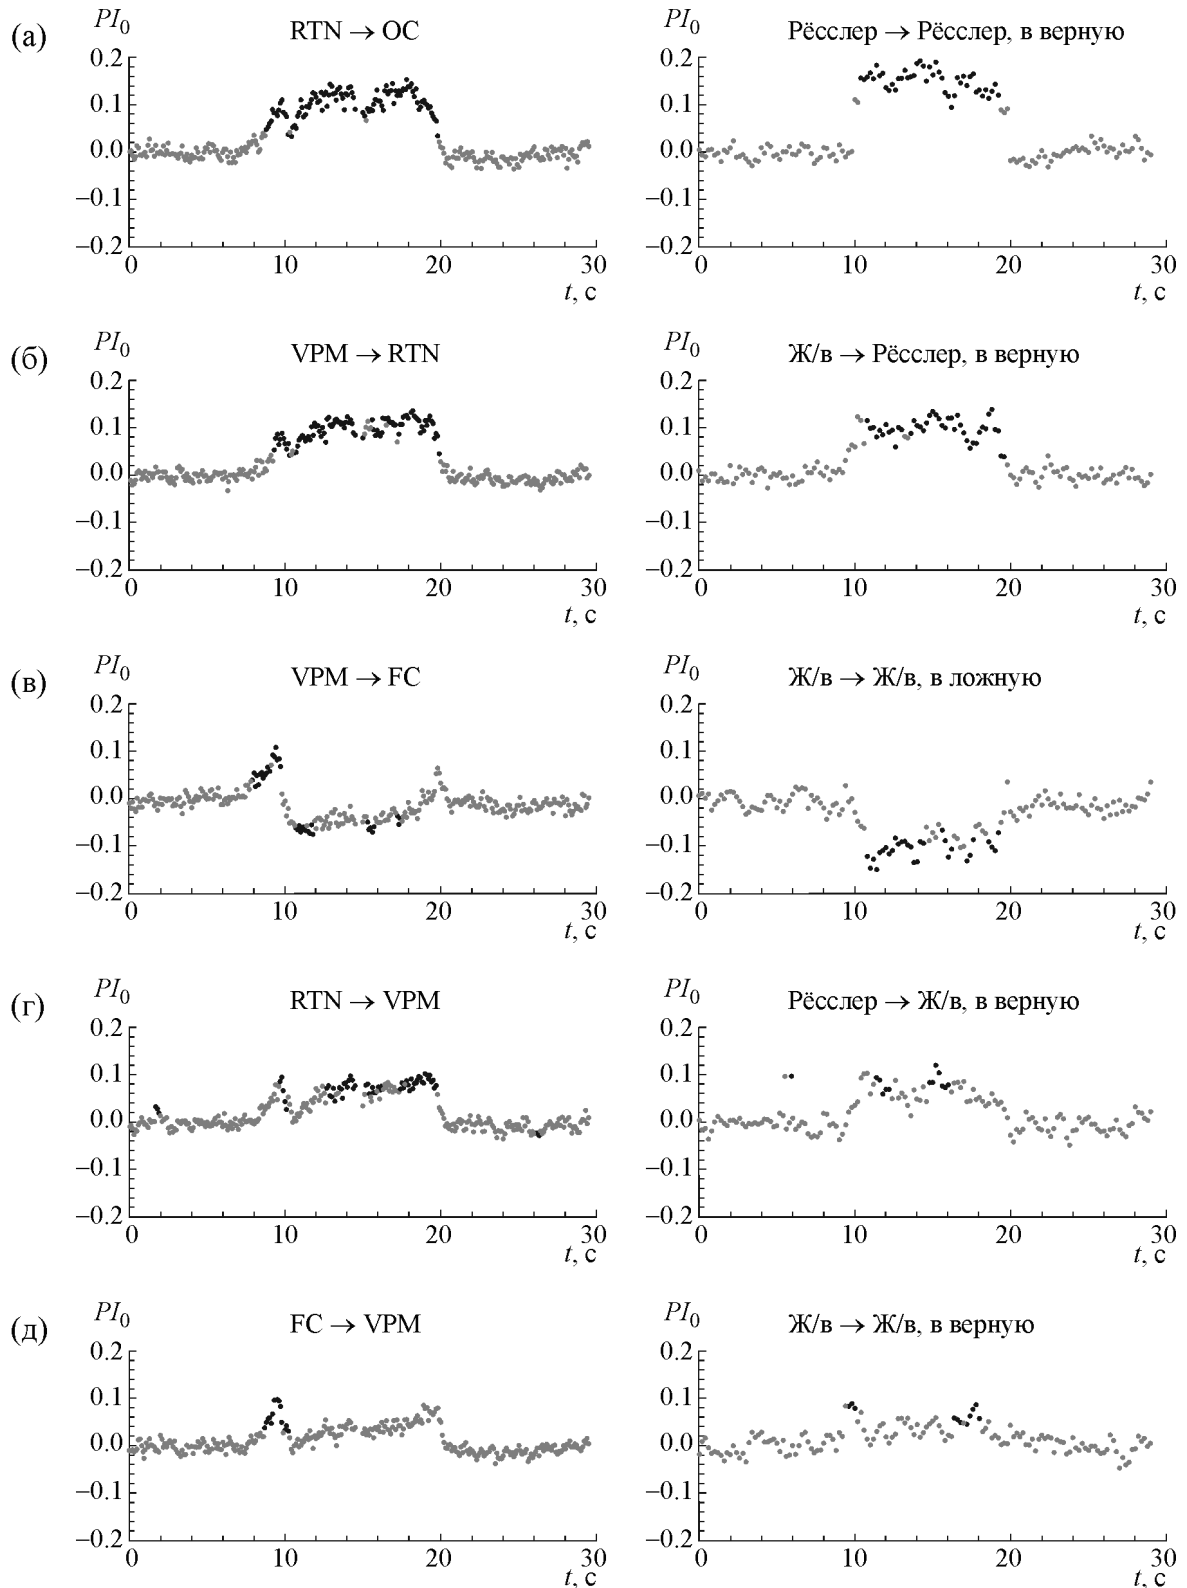 (а)
PI0
RTN → OC
0.2
0.1
0.0
−0.1
−0.2
0 10 20 30
t, с
PI0
Рёсслер → Рёсслер, в верную
0.2
0.1
0.0
−0.1
−0.2
0 10 20 30
t, с
(б)
PI0
VPM → RTN
0.2
0.1
0.0
−0.1
−0.2
0 10 20 30
t, с
PI0
Ж/в → Рёсслер, в верную
0.2
0.1
0.0
−0.1
−0.2
0 10 20 30
t, с
(в)
PI0
VPM → FC
0.2
0.1
0.0
−0.1
−0.2
0 10 20 30
t, с
PI0
Ж/в → Ж/в, в ложную
0.2
0.1
0.0
−0.1
−0.2
0 10 20 30
t, с
(г)
PI0
RTN → VPM
0.2
0.1
0.0
−0.1
−0.2
0 10 20 30
t, с
PI0
Рёсслер → Ж/в, в верную
0.2
0.1
0.0
−0.1
−0.2
0 10 20 30
t, с
(д)
PI0
FC → VPM
0.2
0.1
0.0
−0.1
−0.2
0 10 20 30
t, с
PI0
Ж/в → Ж/в, в верную
0.2
0.1
0.0
−0.1
−0.2
0 10 20 30
t, с